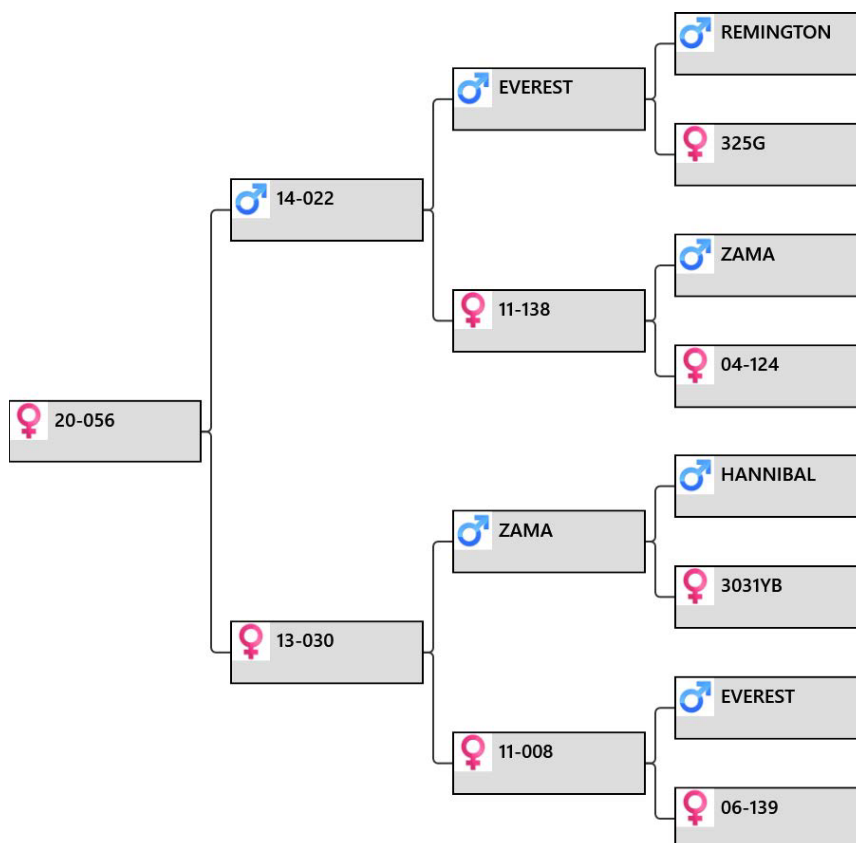 REMINGTON
EVEREST
325G
14-022
ZAMA
11-138
04-124
20-056
HANNIBAL
ZAMA
3031YB
13-030
EVEREST
11-008
06-139